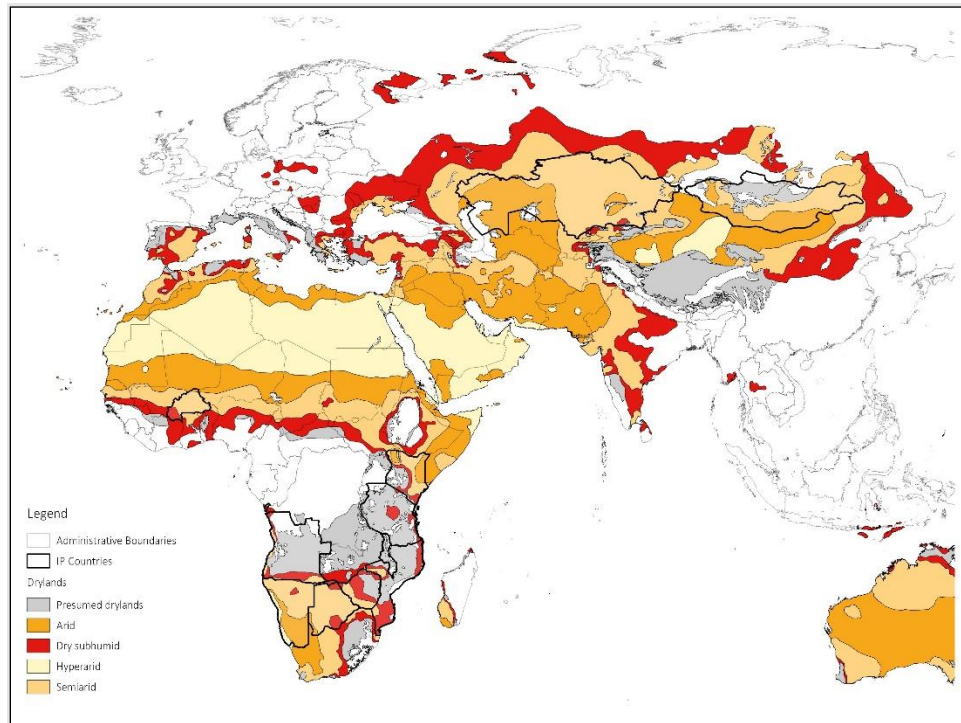 Legend
Administrative Boundaries
IP Countries
Drylands
Presumed drylands
Arid
Dry subhumid
Hyperarid
Semiarid